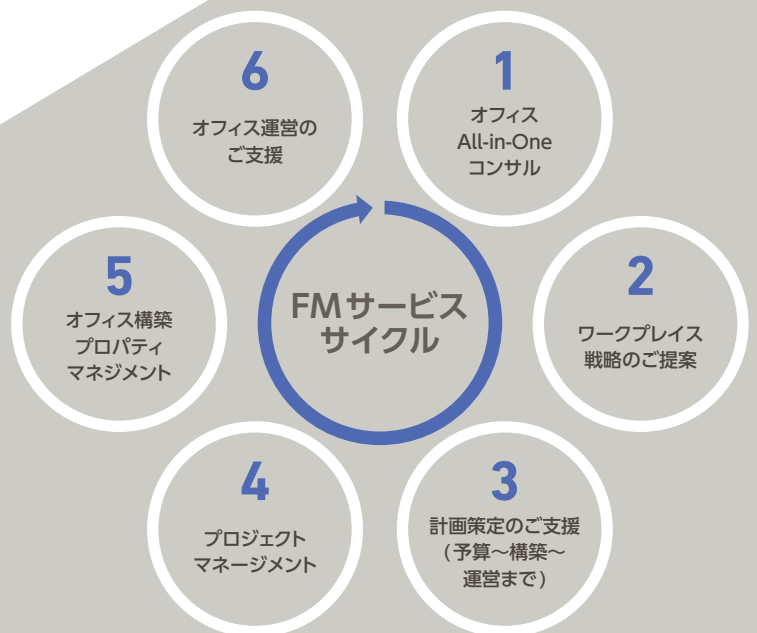 FMサービス
サイクル
1
オフィス
All-in-One
コンサル
2
ワークプレイス
戦略のご提案
3
計画策定のご支援
(予算～構築～
運営まで)
4
プロジェクト
マネージメント
5
オフィス構築
プロパティ
マネジメント
6
オフィス運営の
ご支援